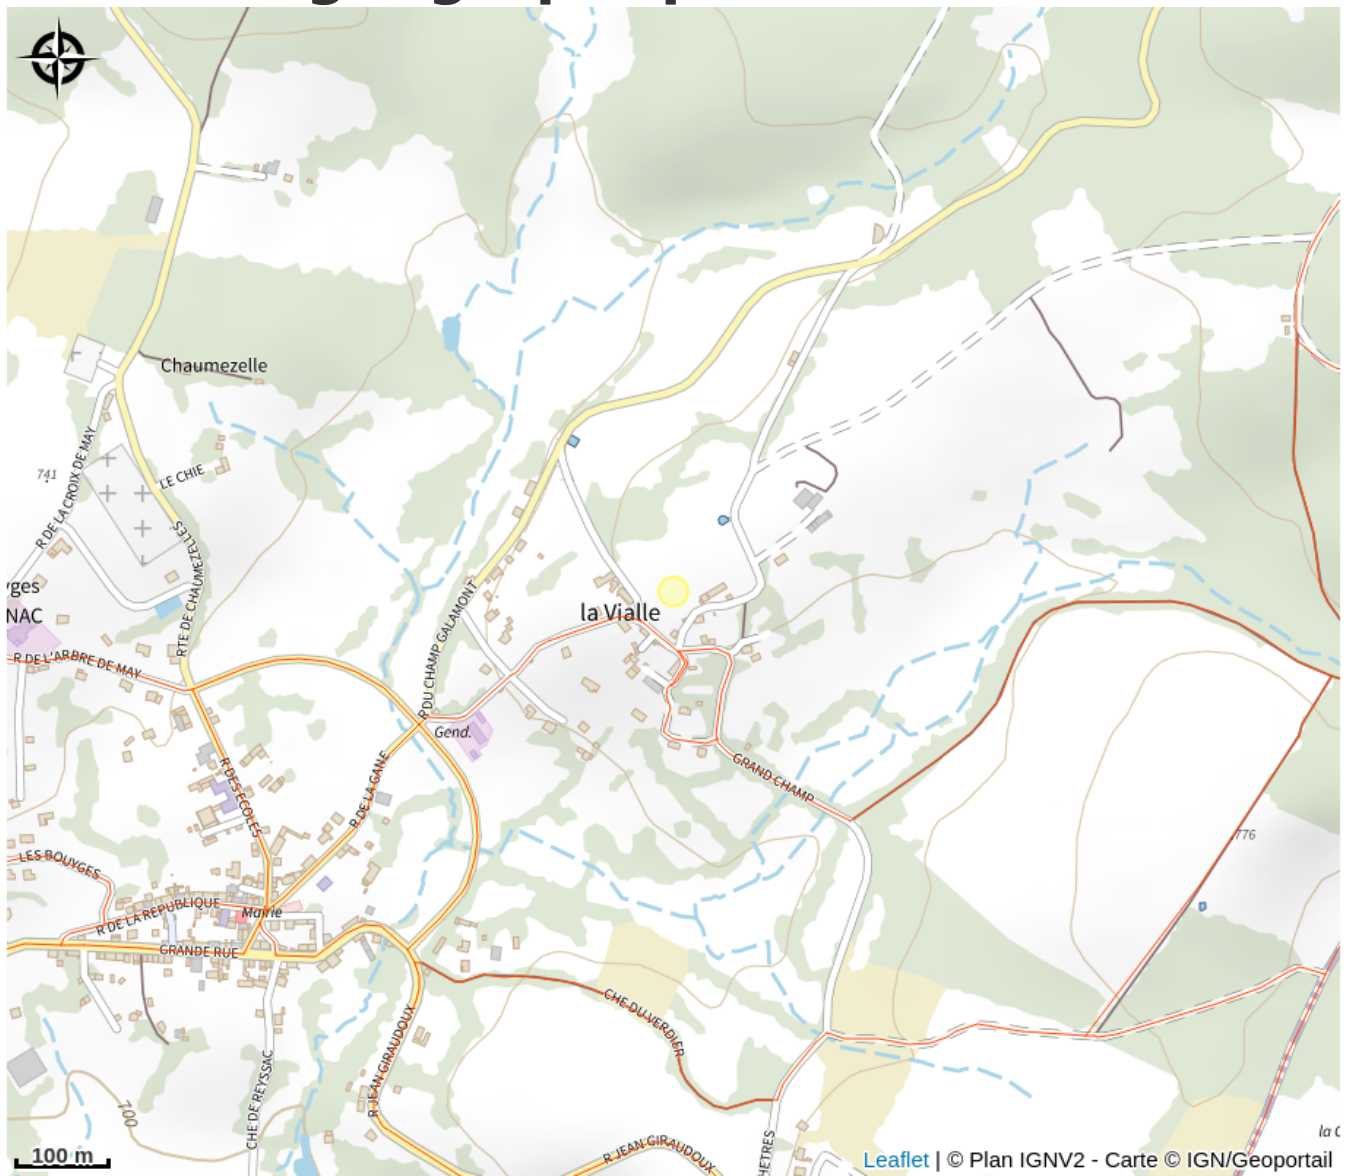 Chaumezelle
R DE LA CROIX DE MAY
741
LE CHIE
RTE DE CHAUMEZELLES
yges
NAC
la Vialle
R DU CHAMP GALAMONT
R DE L'ARBRE DE MAY
Gend.
GRAND CHAMP
R DES ECOLES
R DE LA GANE
776
LES BOUYGES
R DE LA REPUBLIQUE
Mairie
GRANDE RUE
CHE DU VERDIER
R JEAN GIRAUDOUX
CHE DE REYSSAC
700
R JEAN GIRAUDOUX
HETRES
la C
100 m
Leaflet | © Plan IGNV2 - Carte © IGN/Geoportail